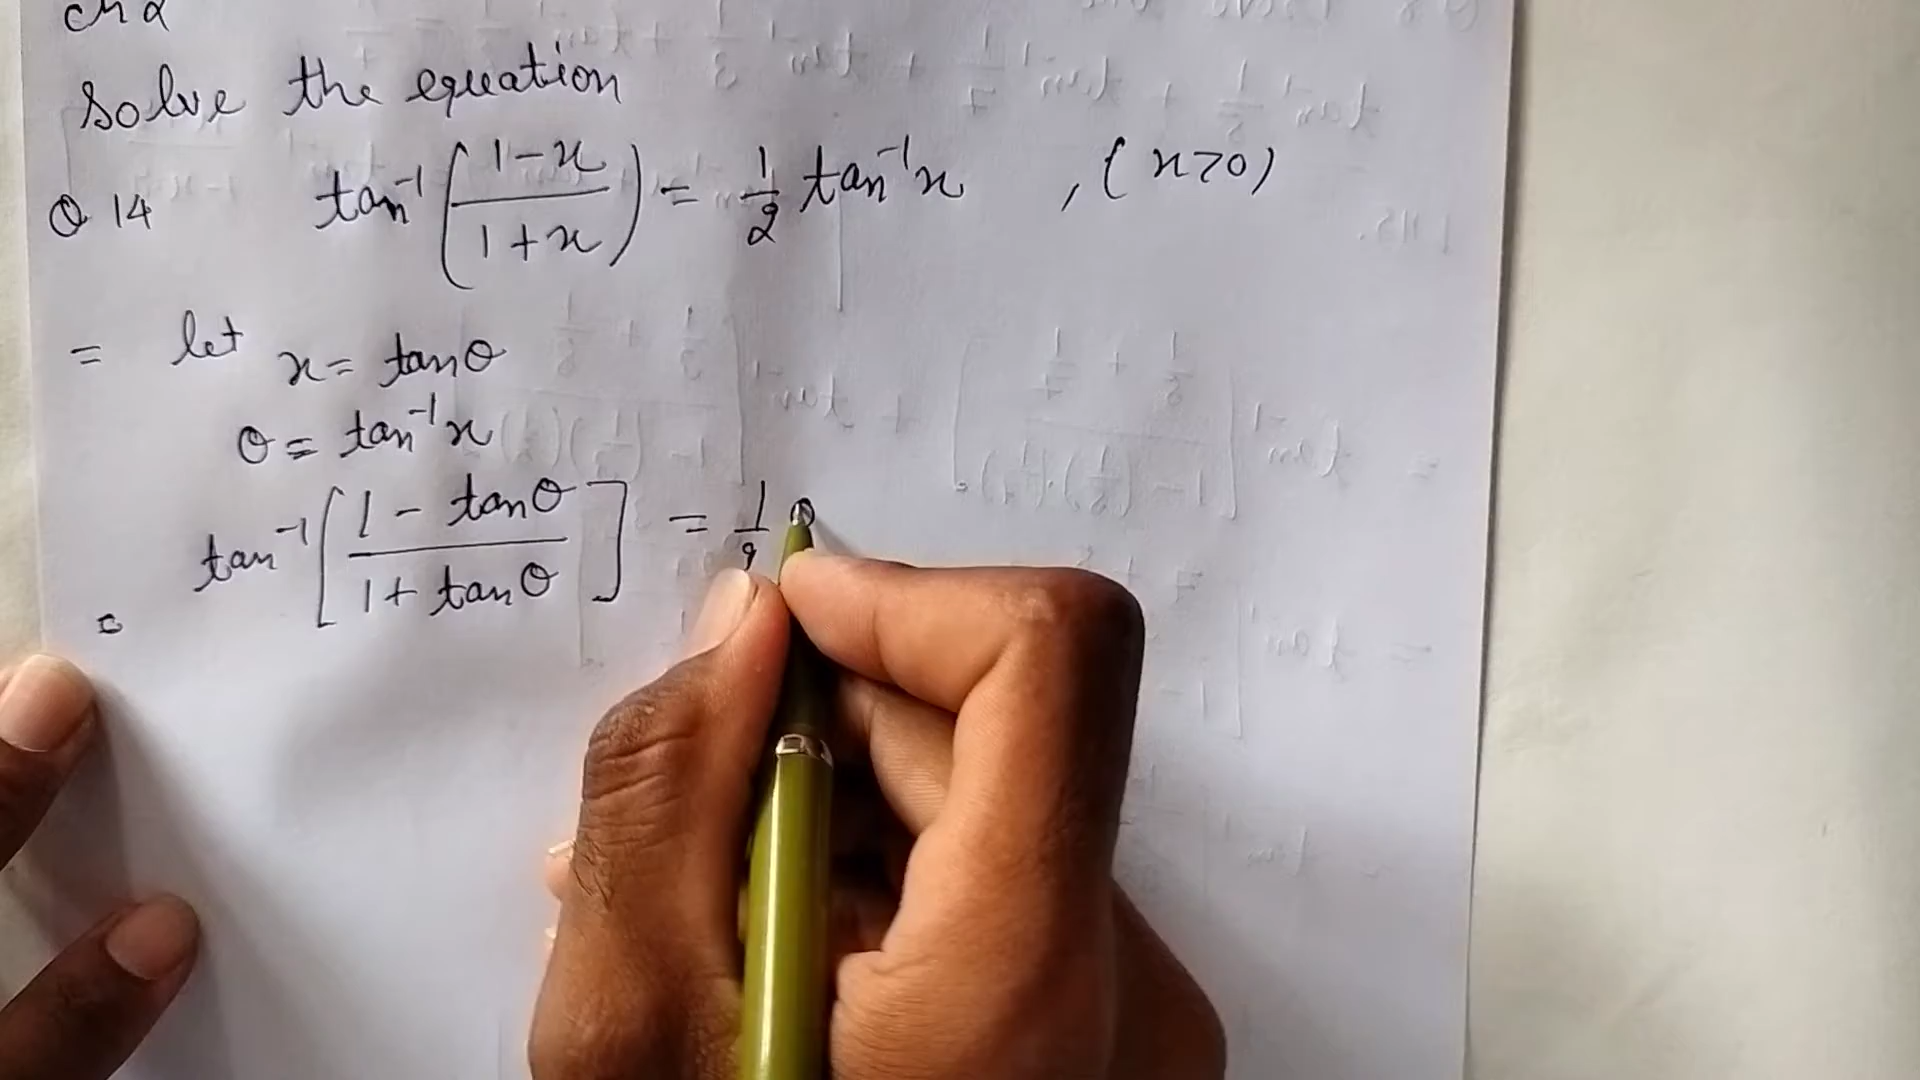 Solve the equation
Q 14 tan⁻¹((1-x)/(1+x)) = 1/2 tan⁻¹x , (x>0)
= let x = tanθ
θ = tan⁻¹x
tan⁻¹[(1 - tanθ)/(1 + tanθ)] = 1/2 θ